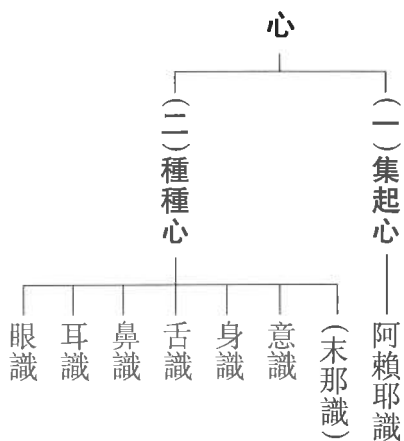 心
（一）集起心
阿賴耶識
（二）種種心
（末那識）
意識
身識
舌識
鼻識
耳識
眼識